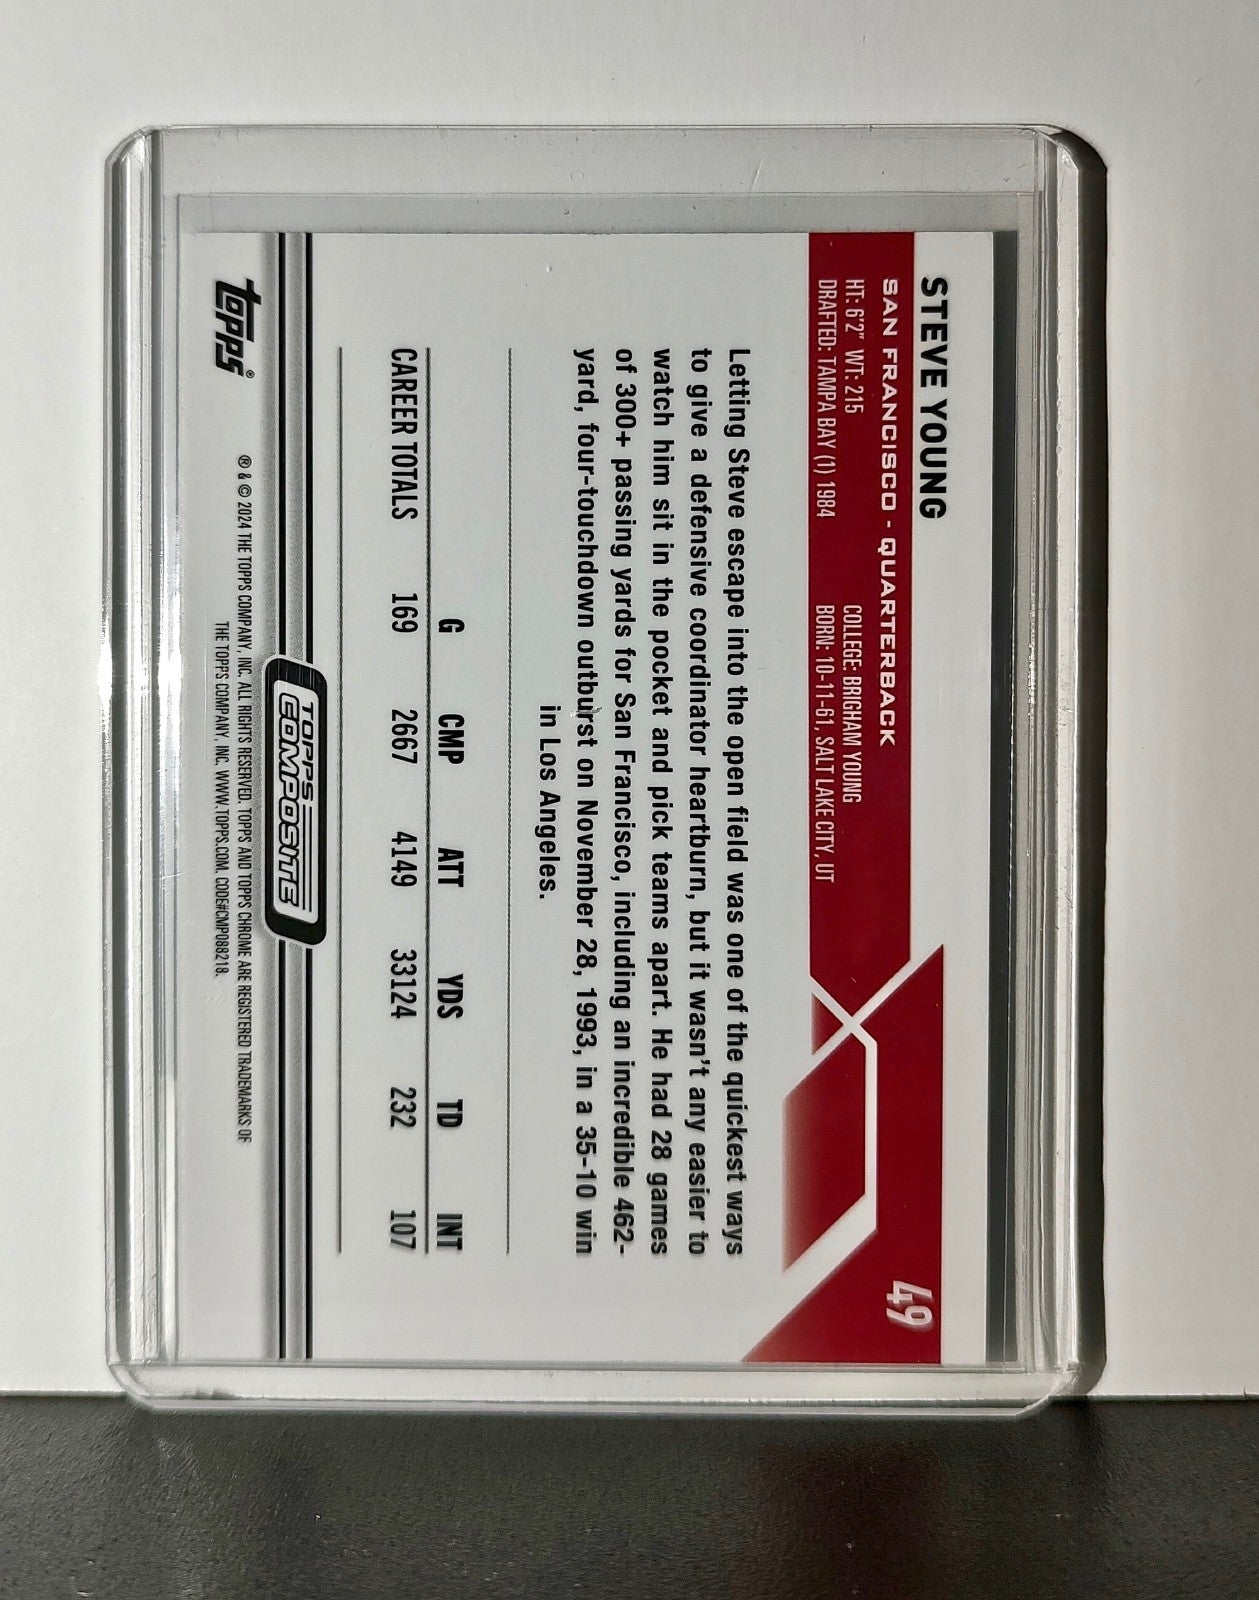 STEVE YOUNG
SAN FRANCISCO - QUARTERBACK
HT: 6'2" WT: 215
COLLEGE: BRIGHAM YOUNG
DRAFTED: TAMPA BAY (1) 1984
BORN: 10-11-61, SALT LAKE CITY, UT
49
Letting Steve escape into the open field was one of the quickest ways
to give a defensive coordinator heartburn, but it wasn't any easier to
watch him sit in the pocket and pick teams apart. He had 28 games
of 300+ passing yards for San Francisco, including an incredible 462-
yard, four-touchdown outburst on November 28, 1993, in a 35-10 win
in Los Angeles.
G CMP ATT YDS TD INT
CAREER TOTALS 169 2667 4149 33124 232 107
TOPPS
COMPOSITE
topps®
® & © 2024 THE TOPPS COMPANY, INC. ALL RIGHTS RESERVED. TOPPS AND TOPPS CHROME ARE REGISTERED TRADEMARKS OF
THE TOPPS COMPANY, INC. WWW.TOPPS.COM. CODE#CMP088218.